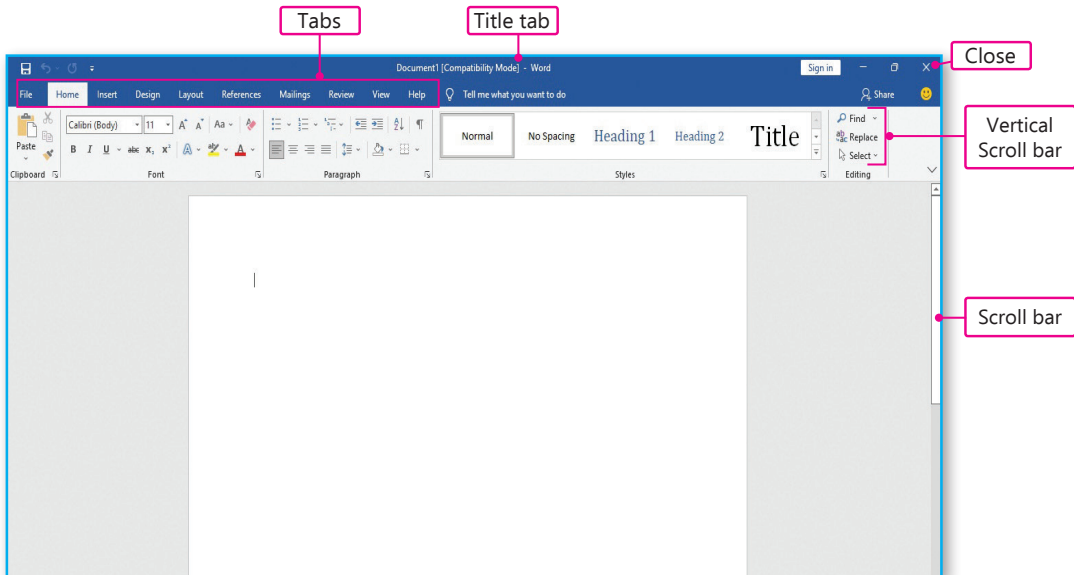 Tabs
Title tab
Document1 [Compatibility Mode] - Word
Sign in
Close
File Home Insert Design Layout References Mailings Review View Help Tell me what you want to do Share
Paste
Calibri (Body) 11 A A Aa A
B I U abc X₂ X² A ab A
Normal
No Spacing
Heading 1
Heading 2
Title
Find
Replace
Select
Clipboard Font Paragraph Styles Editing
Vertical
Scroll bar
Scroll bar